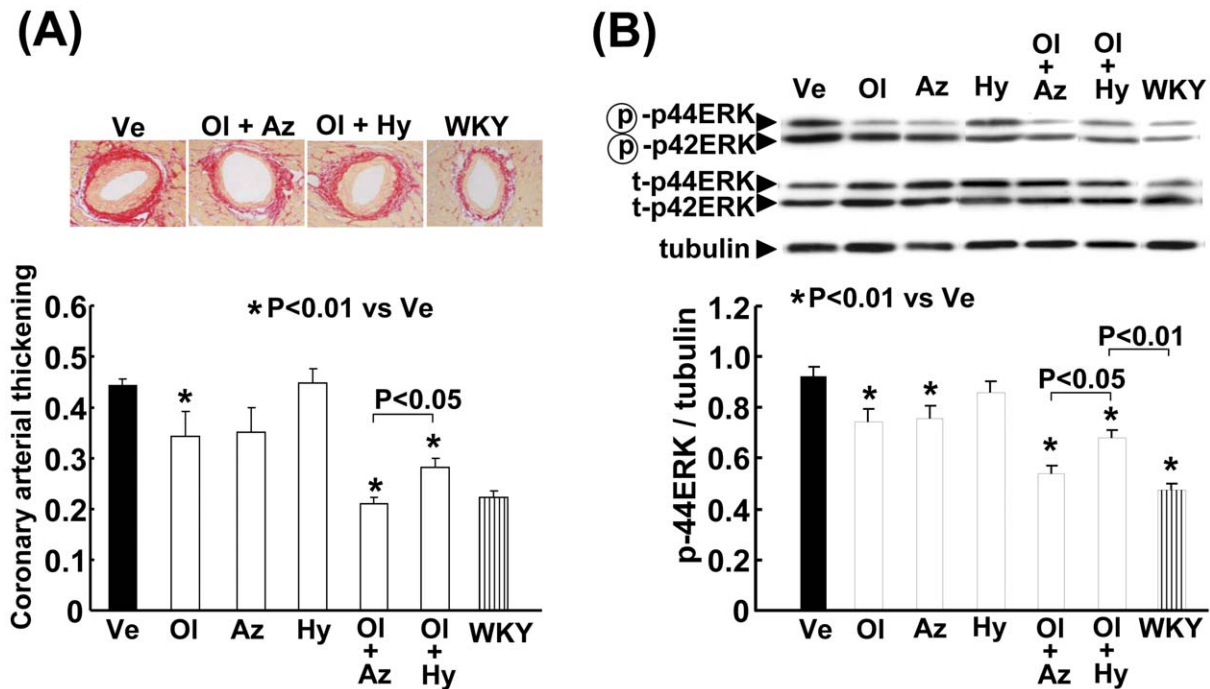 (A)
Ve Ol + Az Ol + Hy WKY
Coronary arterial thickening
* P<0.01 vs Ve
0.6
0.5
0.4
0.3
0.2
0.1
0
*
*
P<0.05
*
Ve Ol Az Hy Ol + Az Ol + Hy WKY
(B)
Ve Ol Az Hy Ol + Az Ol + Hy WKY
p-p44ERK
p-p42ERK
t-p44ERK
t-p42ERK
tubulin
p-44ERK / tubulin
* P<0.01 vs Ve
1.2
1.0
0.8
0.6
0.4
0.2
0
*
*
*
P<0.05
*
P<0.01
*
Ve Ol Az Hy Ol + Az Ol + Hy WKY